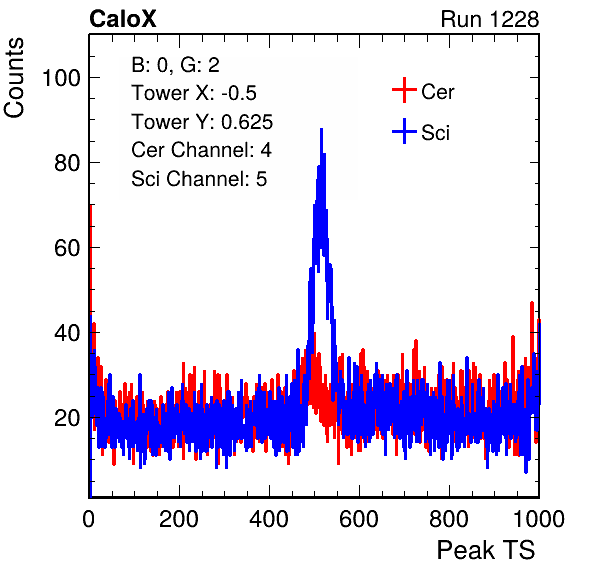 CaloX Run 1228
B: 0, G: 2
Tower X: -0.5
Tower Y: 0.625
Cer Channel: 4
Sci Channel: 5
Cer
Sci
Counts
100
80
60
40
20
0 200 400 600 800 1000
Peak TS